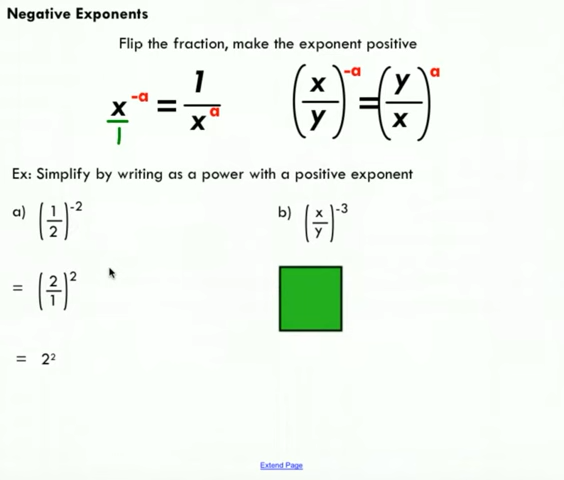 Negative Exponents
Flip the fraction, make the exponent positive
x/1^-a = 1/x^a (x/y)^-a = (y/x)^a
Ex: Simplify by writing as a power with a positive exponent
a) (1/2)^-2 b) (x/y)^-3
= (2/1)^2
= 2²
Extend Page